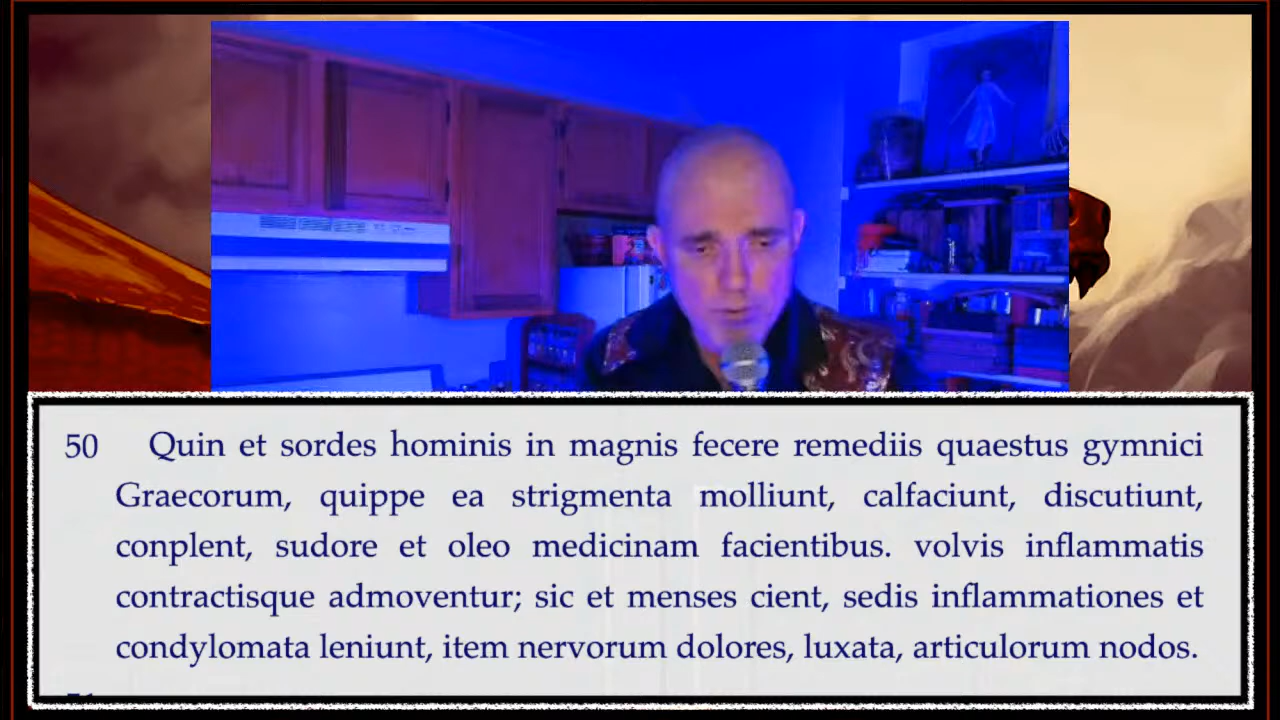 50 Quin et sordes hominis in magnis fecere remediis quaestus gymnici
Graecorum, quippe ea strigmenta molliunt, calfaciunt, discutiunt,
conplent, sudore et oleo medicinam facientibus. volvis inflammatis
contractisque admoventur; sic et menses cient, sedis inflammationes et
condylomata leniunt, item nervorum dolores, luxata, articulorum nodos.